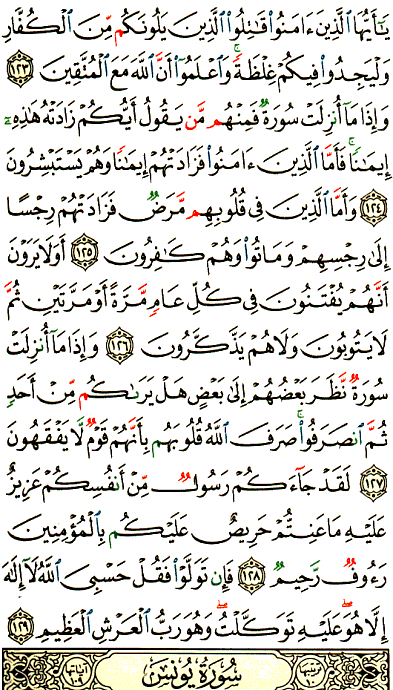 يَـٰٓأَيُّهَا ٱلَّذِينَ ءَامَنُوا۟ قَـٰتِلُوا۟ ٱلَّذِينَ يَلُونَكُم مِّنَ ٱلْكُفَّارِ
وَلْيَجِدُوا۟ فِيكُمْ غِلْظَةً ۚ وَٱعْلَمُوٓا۟ أَنَّ ٱللَّهَ مَعَ ٱلْمُتَّقِينَ ١٢٣
وَإِذَا مَآ أُنزِلَتْ سُورَةٌ فَمِنْهُم مَّن يَقُولُ أَيُّكُمْ زَادَتْهُ هَـٰذِهِۦٓ
إِيمَـٰنًا ۚ فَأَمَّا ٱلَّذِينَ ءَامَنُوا۟ فَزَادَتْهُمْ إِيمَـٰنًا وَهُمْ يَسْتَبْشِرُونَ
١٢٤ وَأَمَّا ٱلَّذِينَ فِى قُلُوبِهِم مَّرَضٌ فَزَادَتْهُمْ رِجْسًا
إِلَىٰ رِجْسِهِمْ وَمَاتُوا۟ وَهُمْ كَـٰفِرُونَ ١٢٥ أَوَلَا يَرَوْنَ
أَنَّهُمْ يُفْتَنُونَ فِى كُلِّ عَامٍ مَّرَّةً أَوْ مَرَّتَيْنِ ثُمَّ
لَا يَتُوبُونَ وَلَا هُمْ يَذَّكَّرُونَ ١٢٦ وَإِذَا مَآ أُنزِلَتْ
سُورَةٌ نَّظَرَ بَعْضُهُمْ إِلَىٰ بَعْضٍ هَلْ يَرَىٰكُم مِّنْ أَحَدٍ
ثُمَّ ٱنصَرَفُوا۟ ۚ صَرَفَ ٱللَّهُ قُلُوبَهُم بِأَنَّهُمْ قَوْمٌ لَّا يَفْقَهُونَ
١٢٧ لَقَدْ جَآءَكُمْ رَسُولٌ مِّنْ أَنفُسِكُمْ عَزِيزٌ
عَلَيْهِ مَا عَنِتُّمْ حَرِيصٌ عَلَيْكُم بِٱلْمُؤْمِنِينَ
رَءُوفٌ رَّحِيمٌ ١٢٨ فَإِن تَوَلَّوْا۟ فَقُلْ حَسْبِىَ ٱللَّهُ لَآ إِلَـٰهَ
إِلَّا هُوَ ۖ عَلَيْهِ تَوَكَّلْتُ ۖ وَهُوَ رَبُّ ٱلْعَرْشِ ٱلْعَظِيمِ ١٢٩
سُورَةُ يُونُسَ